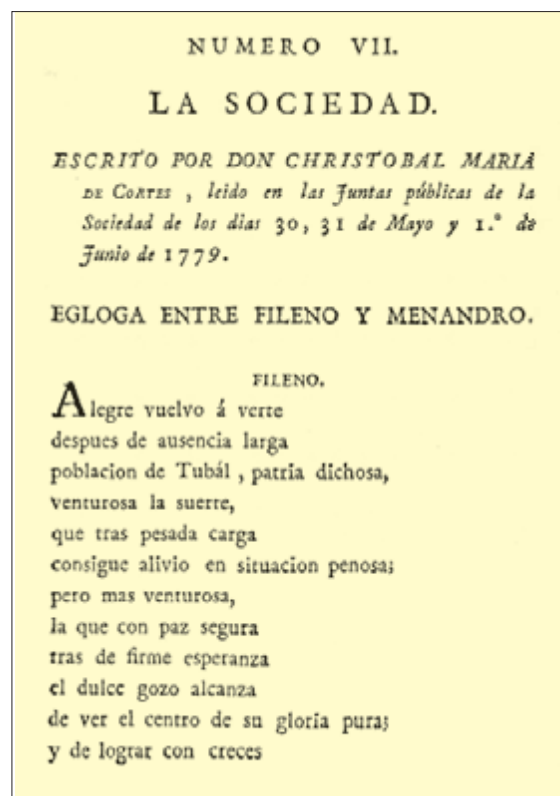 NUMERO VII.
LA SOCIEDAD.
ESCRITO POR DON CHRISTOBAL MARIA
DE CORTES , leido en las Juntas públicas de la
Sociedad de los dias 30, 31 de Mayo y 1.º de
Junio de 1779.
EGLOGA ENTRE FILENO Y MENANDRO.
FILENO.
Alegre vuelvo á verte
despues de ausencia larga
poblacion de Tubál , patria dichosa,
venturosa la suerre,
que tras pesada carga
consigue alivio en situacion penosa;
pero mas venturosa,
la que con paz segura
tras de firme esperanza
el dulce gozo alcanza
de ver el centro de su gloria pura;
y de lograr con creces